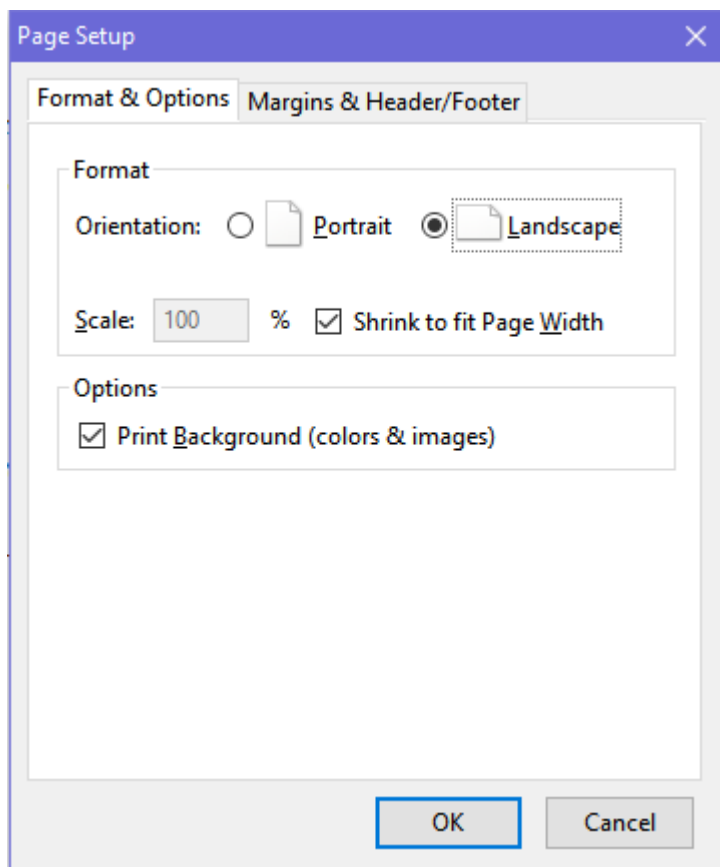 Page Setup
Format & Options Margins & Header/Footer
Format
Orientation: Portrait Landscape
Scale: 100 % Shrink to fit Page Width
Options
Print Background (colors & images)
OK Cancel